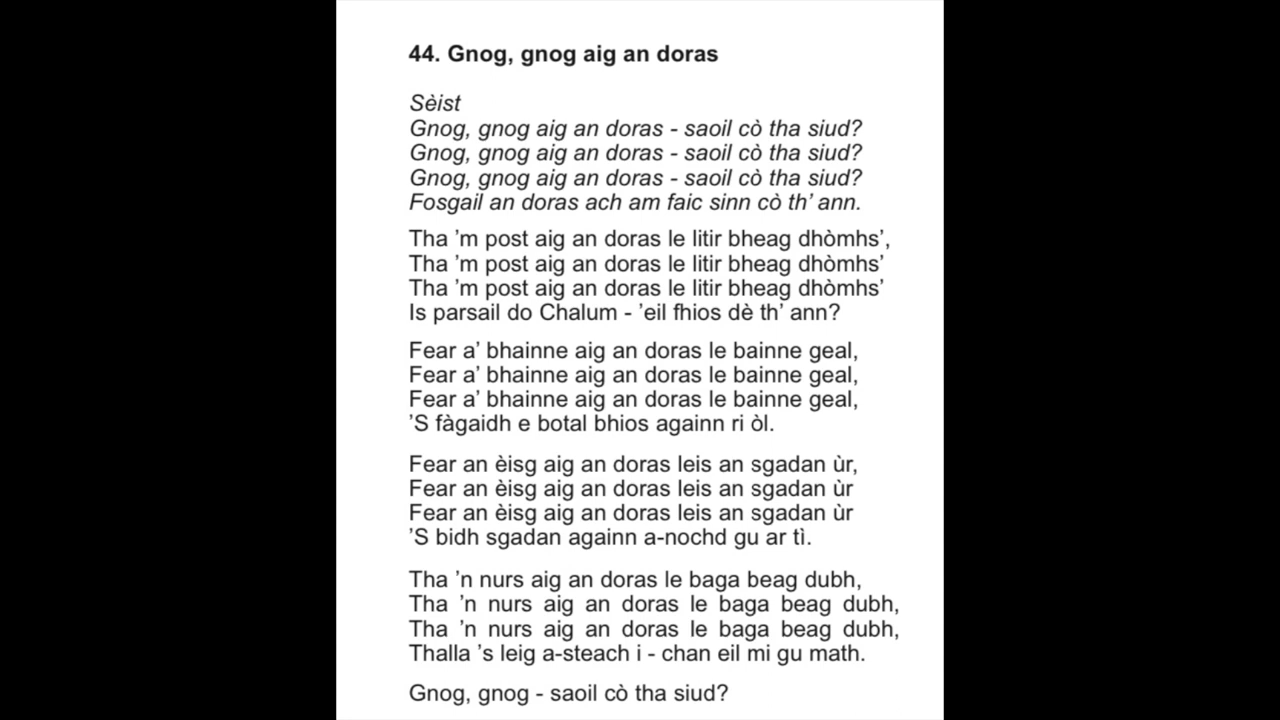 44. Gnog, gnog aig an doras
Sèist
Gnog, gnog aig an doras - saoil cò tha siud?
Gnog, gnog aig an doras - saoil cò tha siud?
Gnog, gnog aig an doras - saoil cò tha siud?
Fosgail an doras ach am faic sinn cò th’ ann.
Tha ’m post aig an doras le litir bheag dhòmhs’,
Tha ’m post aig an doras le litir bheag dhòmhs’
Tha ’m post aig an doras le litir bheag dhòmhs’
Is parsail do Chalum - ’eil fhios dè th’ ann?
Fear a’ bhainne aig an doras le bainne geal,
Fear a’ bhainne aig an doras le bainne geal,
Fear a’ bhainne aig an doras le bainne geal,
’S fàgaidh e botal bhios againn ri òl.
Fear an èisg aig an doras leis an sgadan ùr,
Fear an èisg aig an doras leis an sgadan ùr
Fear an èisg aig an doras leis an sgadan ùr
’S bidh sgadan againn a-nochd gu ar tì.
Tha ’n nurs aig an doras le baga beag dubh,
Tha ’n nurs aig an doras le baga beag dubh,
Tha ’n nurs aig an doras le baga beag dubh,
Thalla ’s leig a-steach i - chan eil mi gu math.
Gnog, gnog - saoil cò tha siud?